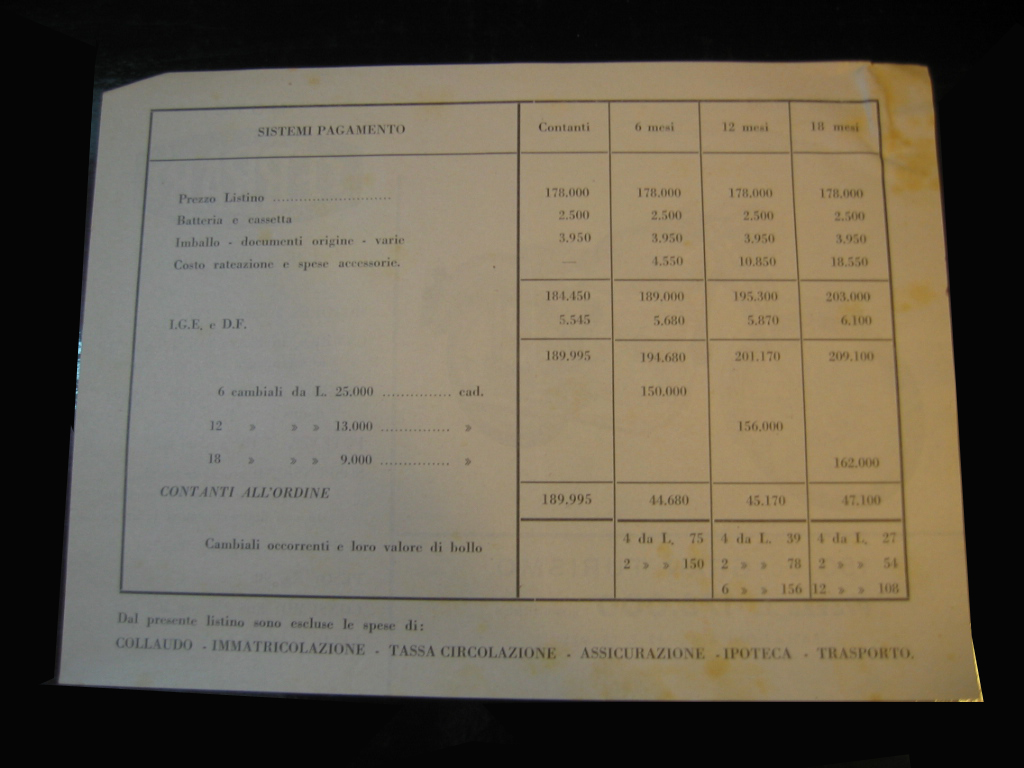 SISTEMI PAGAMENTO Contanti 6 mesi 12 mesi 18 mesi
Prezzo Listino ........................... 178.000 178.000 178.000 178.000
Batteria e cassetta 2.500 2.500 2.500 2.500
Imballo - documenti origine - varie 3.950 3.950 3.950 3.950
Costo rateazione e spese accessorie. — 4.550 10.850 18.550
184.450 189.000 195.300 203.000
I.G.E. e D.F. 5.545 5.680 5.870 6.100
189.995 194.680 201.170 209.100
6 cambiali da L. 25.000 ............... cad. 150.000
12 » » » 13.000 ............... » 156.000
18 » » » 9.000 ............... » 162.000
CONTANTI ALL'ORDINE 189.995 44.680 45.170 47.100
4 da L. 75 4 da L. 39 4 da L. 27
Cambiali occorrenti e loro valore di bollo
2 » » 150 2 » » 78 2 » » 54
6 » » 156 12 » » 108
Dal presente listino sono escluse le spese di:
COLLAUDO - IMMATRICOLAZIONE - TASSA CIRCOLAZIONE - ASSICURAZIONE - IPOTECA - TRASPORTO.